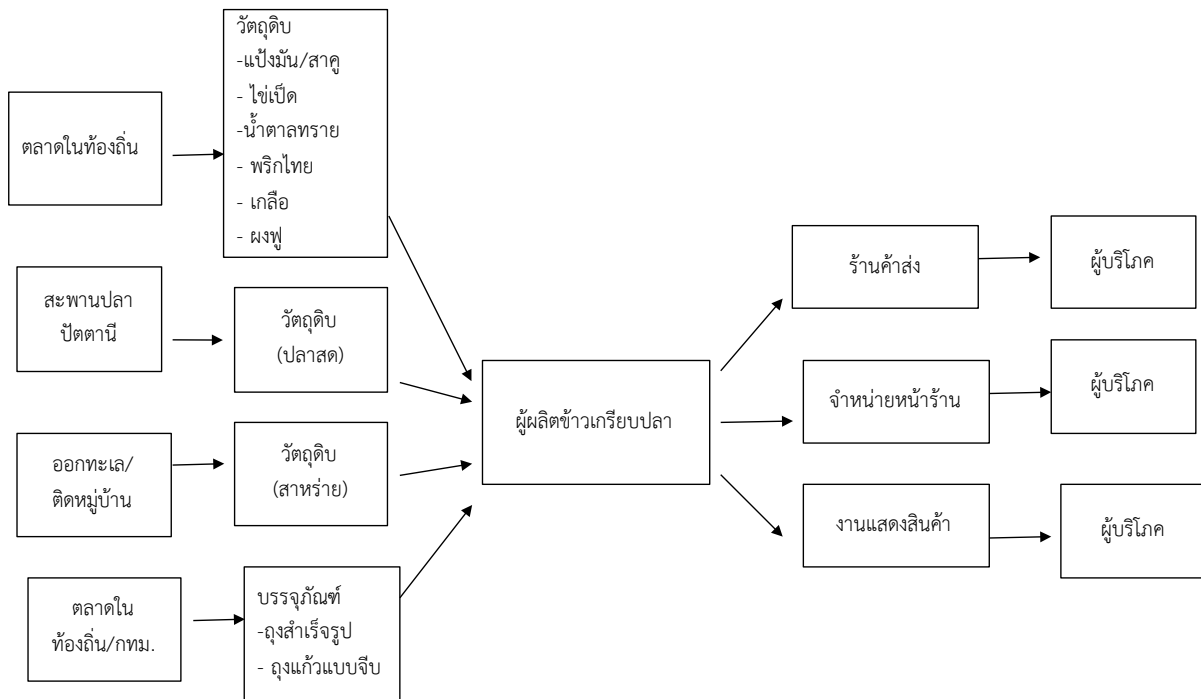 ตลาดในท้องถิ่น
วัตถุดิบ
-แป้งมัน/สาคู
- ไข่เป็ด
-น้ำตาลทราย
- พริกไทย
- เกลือ
- ผงฟู
สะพานปลา
ปัตตานี
วัตถุดิบ
(ปลาสด)
ออกทะเล/
ติดหมู่บ้าน
วัตถุดิบ
(สาหร่าย)
ตลาดใน
ท้องถิ่น/กทม.
บรรจุภัณฑ์
-ถุงสำเร็จรูป
- ถุงแก้วแบบจีบ
ผู้ผลิตข้าวเกรียบปลา
ร้านค้าส่ง
ผู้บริโภค
จำหน่ายหน้าร้าน
ผู้บริโภค
งานแสดงสินค้า
ผู้บริโภค